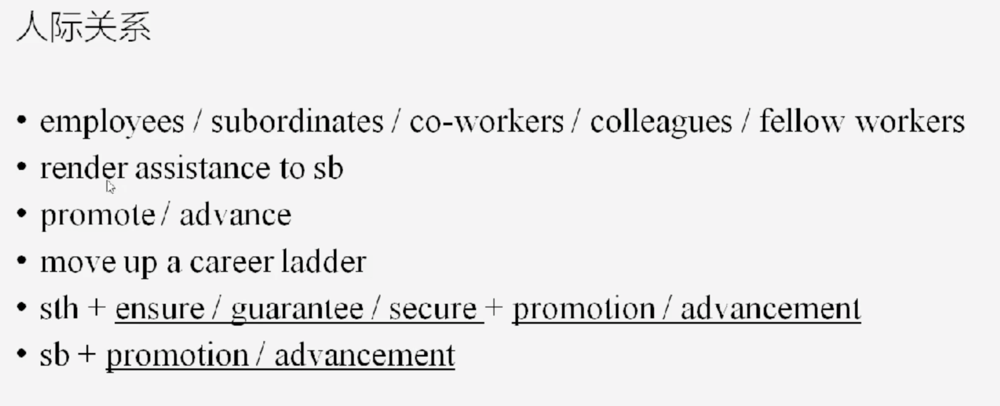 人际关系
• employees / subordinates / co-workers / colleagues / fellow workers
• render assistance to sb
• promote / advance
• move up a career ladder
• sth + ensure / guarantee / secure + promotion / advancement
• sb + promotion / advancement